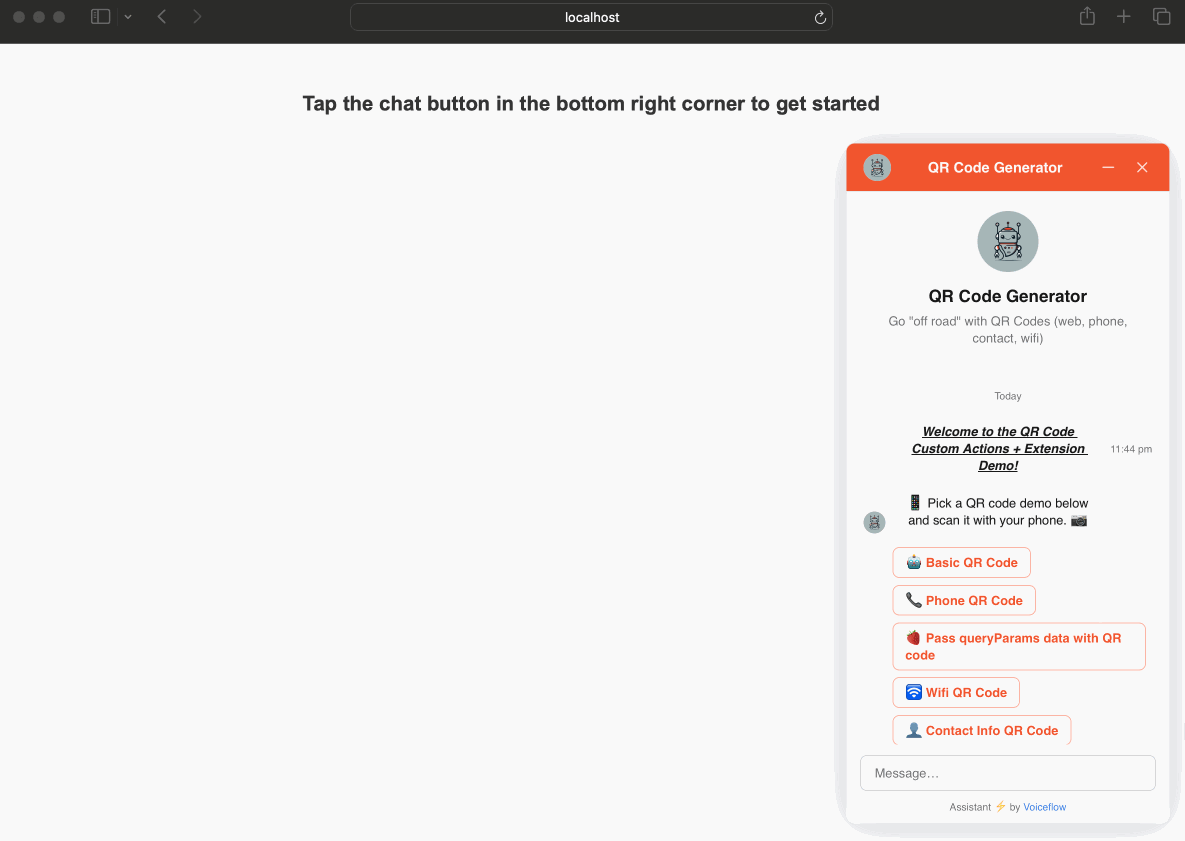 localhost
Tap the chat button in the bottom right corner to get started
QR Code Generator
QR Code Generator
Go "off road" with QR Codes (web, phone,
contact, wifi)
Today
Welcome to the QR Code
Custom Actions + Extension
Demo!
11:44 pm
📱 Pick a QR code demo below
and scan it with your phone. 📷
🤖 Basic QR Code
📞 Phone QR Code
🍓 Pass queryParams data with QR
code
🛜 Wifi QR Code
👤 Contact Info QR Code
Message...
Assistant ⚡ by Voiceflow